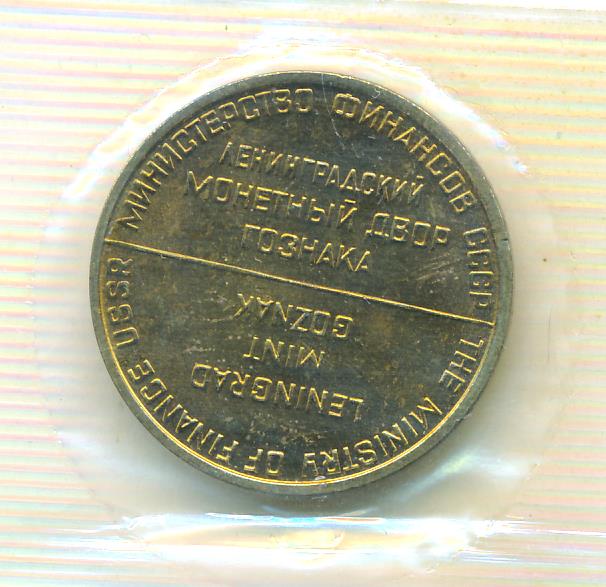 МИНИСТЕРСТВО ФИНАНСОВ СССР
ЛЕНИНГРАДСКИЙ
МОНЕТНЫЙ ДВОР
ГОЗНАКА
THE MINISTRY OF FINANCE USSR
LENINGRAD
MINT
GOZNAK